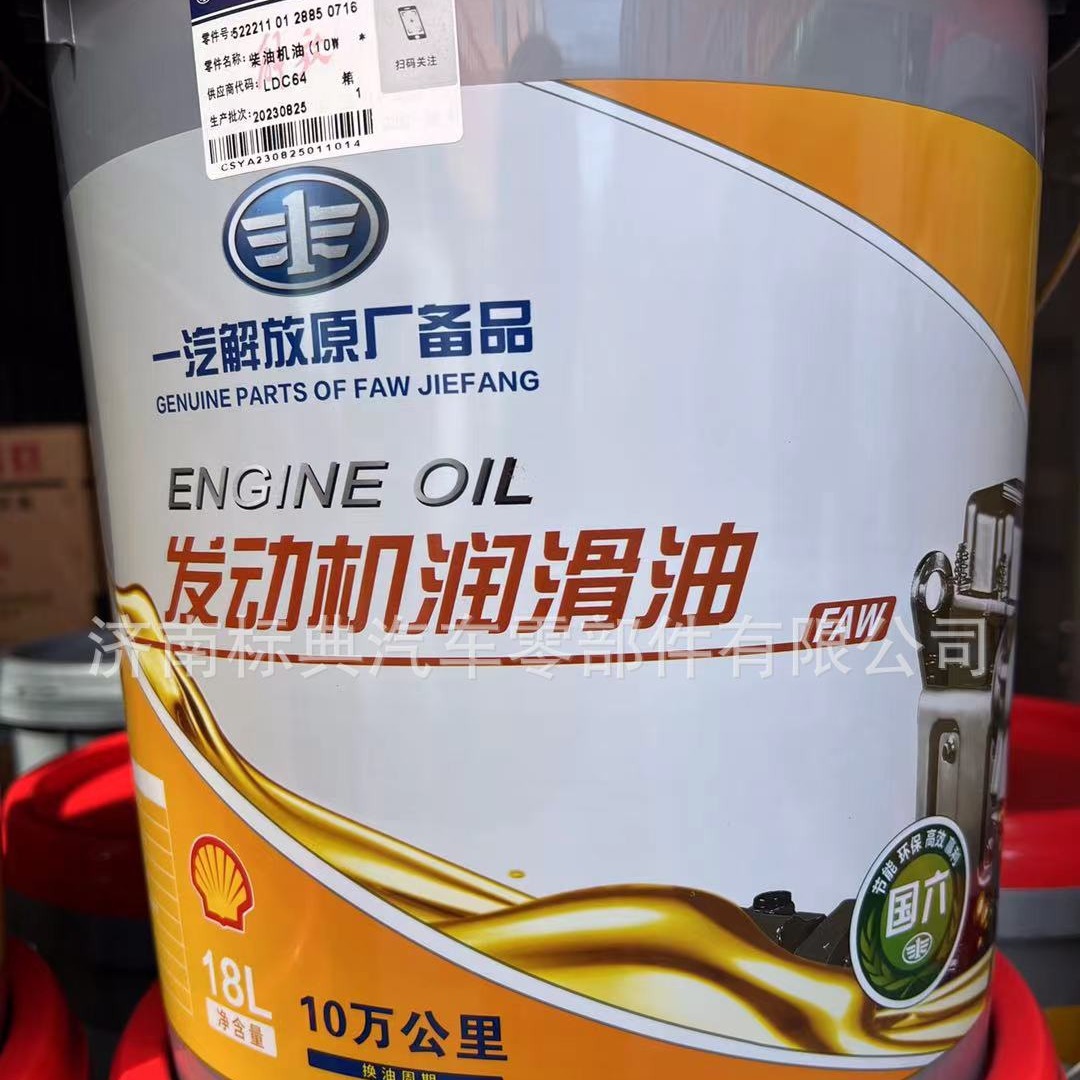 零件号:522211 01 2885 0716
零件名称: 柴油机油(10W *
供应商代码: LDC64 第
生产批次: 20230825 1
CSYA230825011014
扫码关注
一汽解放原厂备品
GENUINE PARTS OF FAW JIEFANG
ENGINE OIL
发动机润滑油
FAW
济南标典汽车零部件有限公司
节能 环保 高效
国六
18L
净含量
10万公里
换油周期